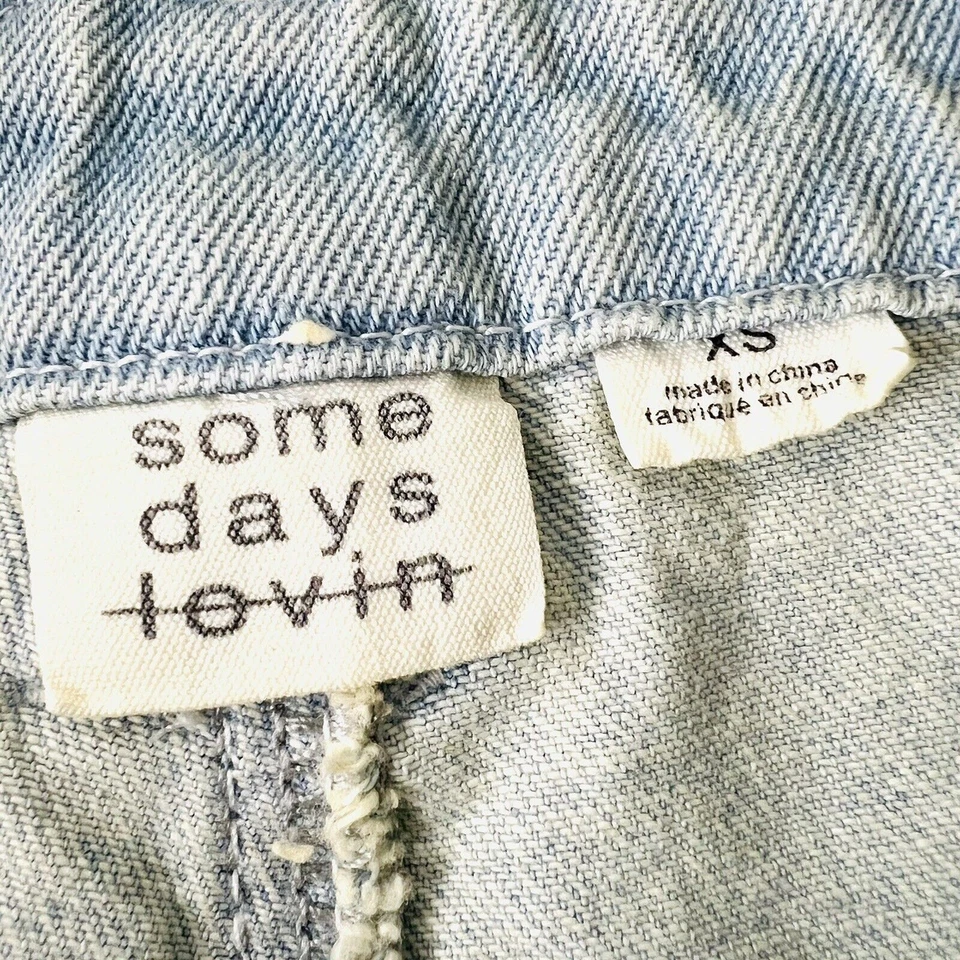 some
days
lovin
XS
made in china
fabriqué en chine